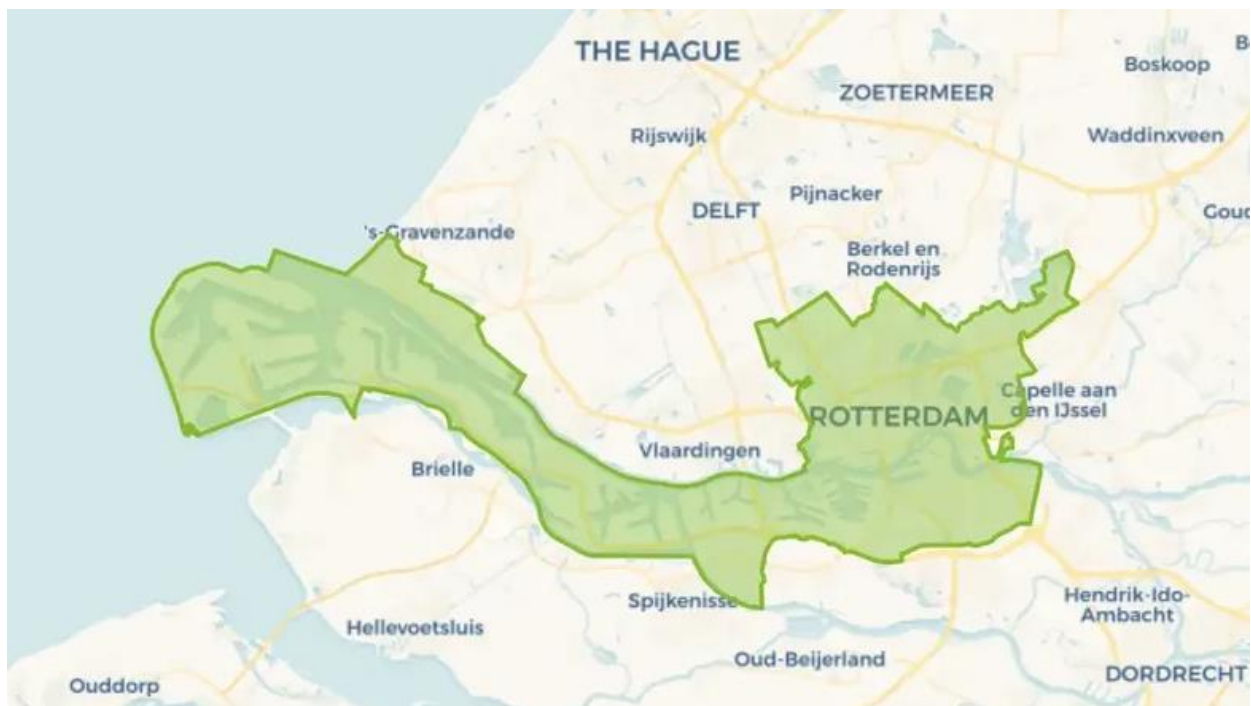 THE HAGUE
Boskoop
ZOETERMEER
Rijswijk
Waddinxveen
Pijnacker
DELFT
's-Gravenzande
Berkel en
Rodenrijs
Capelle aan
den IJssel
ROTTERDAM
Vlaardingen
Brielle
Spijkenisse
Hendrik-Ido-
Ambacht
Hellevoetsluis
Oud-Beijerland
DORDRECHT
Ouddorp